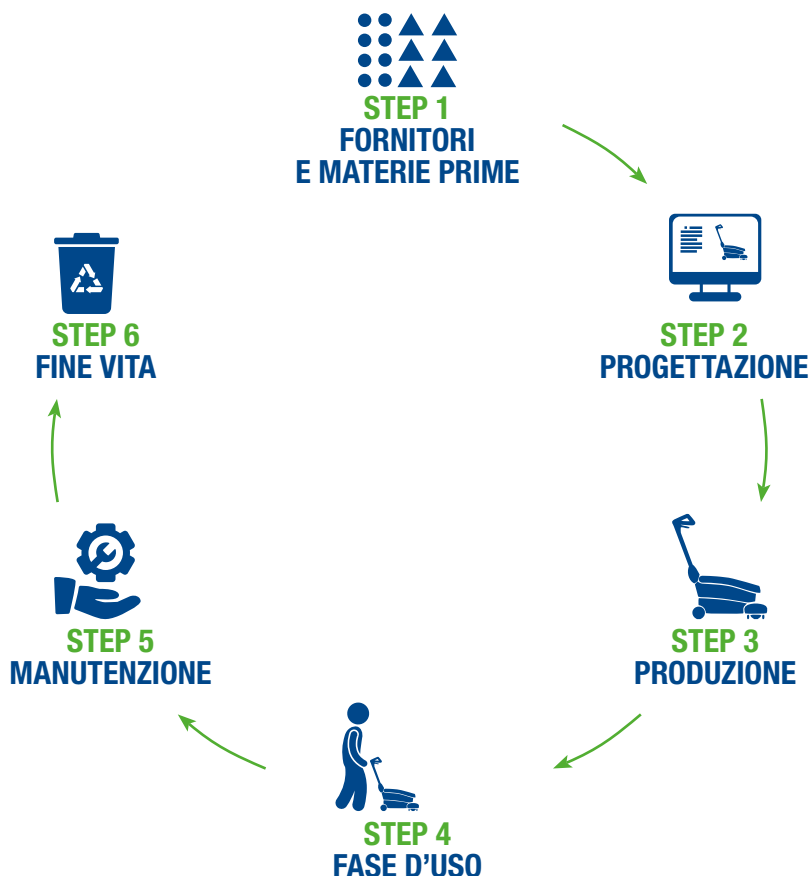 STEP 1
FORNITORI
E MATERIE PRIME
STEP 2
PROGETTAZIONE
STEP 3
PRODUZIONE
STEP 4
FASE D'USO
STEP 5
MANUTENZIONE
STEP 6
FINE VITA